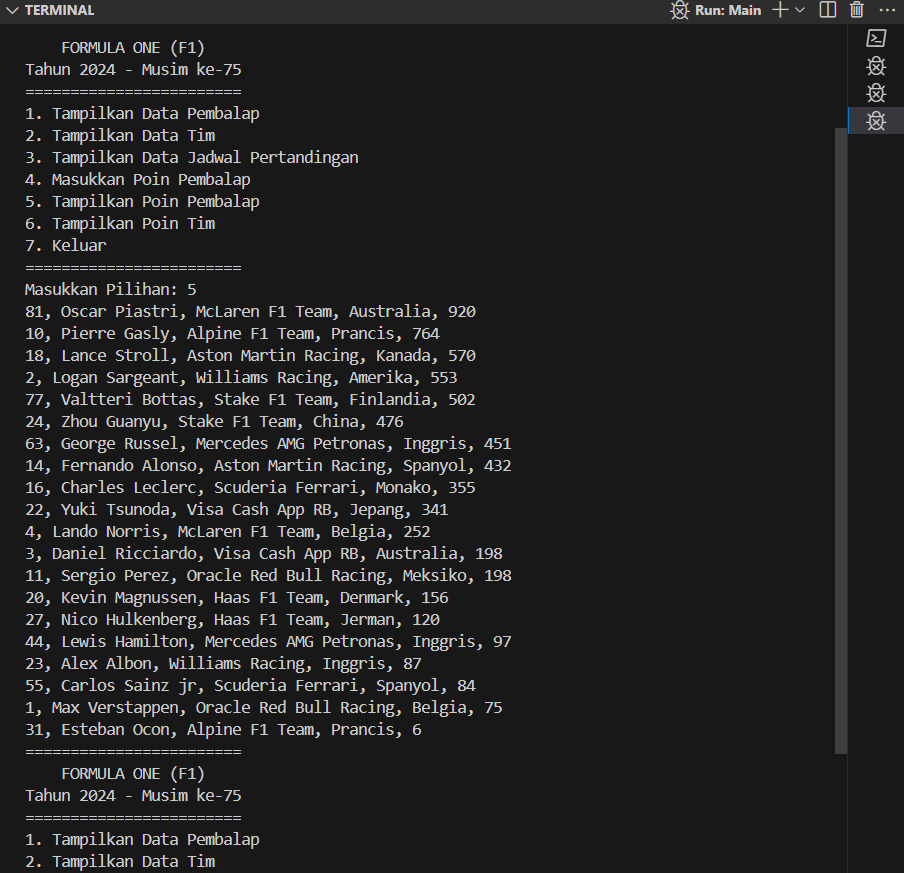 TERMINAL
Run: Main
FORMULA ONE (F1)
Tahun 2024 - Musim ke-75
========================
1. Tampilkan Data Pembalap
2. Tampilkan Data Tim
3. Tampilkan Data Jadwal Pertandingan
4. Masukkan Poin Pembalap
5. Tampilkan Poin Pembalap
6. Tampilkan Poin Tim
7. Keluar
========================
Masukkan Pilihan: 5
81, Oscar Piastri, McLaren F1 Team, Australia, 920
10, Pierre Gasly, Alpine F1 Team, Prancis, 764
18, Lance Stroll, Aston Martin Racing, Kanada, 570
2, Logan Sargeant, Williams Racing, Amerika, 553
77, Valtteri Bottas, Stake F1 Team, Finlandia, 502
24, Zhou Guanyu, Stake F1 Team, China, 476
63, George Russel, Mercedes AMG Petronas, Inggris, 451
14, Fernando Alonso, Aston Martin Racing, Spanyol, 432
16, Charles Leclerc, Scuderia Ferrari, Monako, 355
22, Yuki Tsunoda, Visa Cash App RB, Jepang, 341
4, Lando Norris, McLaren F1 Team, Belgia, 252
3, Daniel Ricciardo, Visa Cash App RB, Australia, 198
11, Sergio Perez, Oracle Red Bull Racing, Meksiko, 198
20, Kevin Magnussen, Haas F1 Team, Denmark, 156
27, Nico Hulkenberg, Haas F1 Team, Jerman, 120
44, Lewis Hamilton, Mercedes AMG Petronas, Inggris, 97
23, Alex Albon, Williams Racing, Inggris, 87
55, Carlos Sainz jr, Scuderia Ferrari, Spanyol, 84
1, Max Verstappen, Oracle Red Bull Racing, Belgia, 75
31, Esteban Ocon, Alpine F1 Team, Prancis, 6
========================
FORMULA ONE (F1)
Tahun 2024 - Musim ke-75
========================
1. Tampilkan Data Pembalap
2. Tampilkan Data Tim